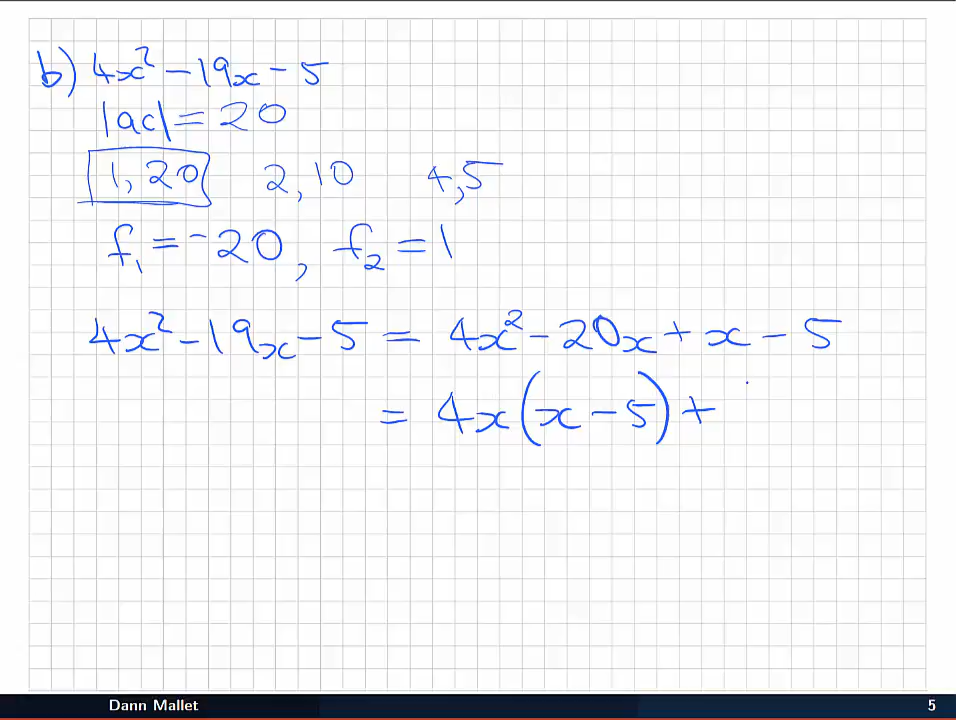 b) 4x² - 19x - 5
|ac| = 20
1, 20 2, 10 4, 5
f₁ = ⁻20, f₂ = 1
4x² - 19x - 5 = 4x² - 20x + x - 5
= 4x(x - 5) +
Dann Mallet 5